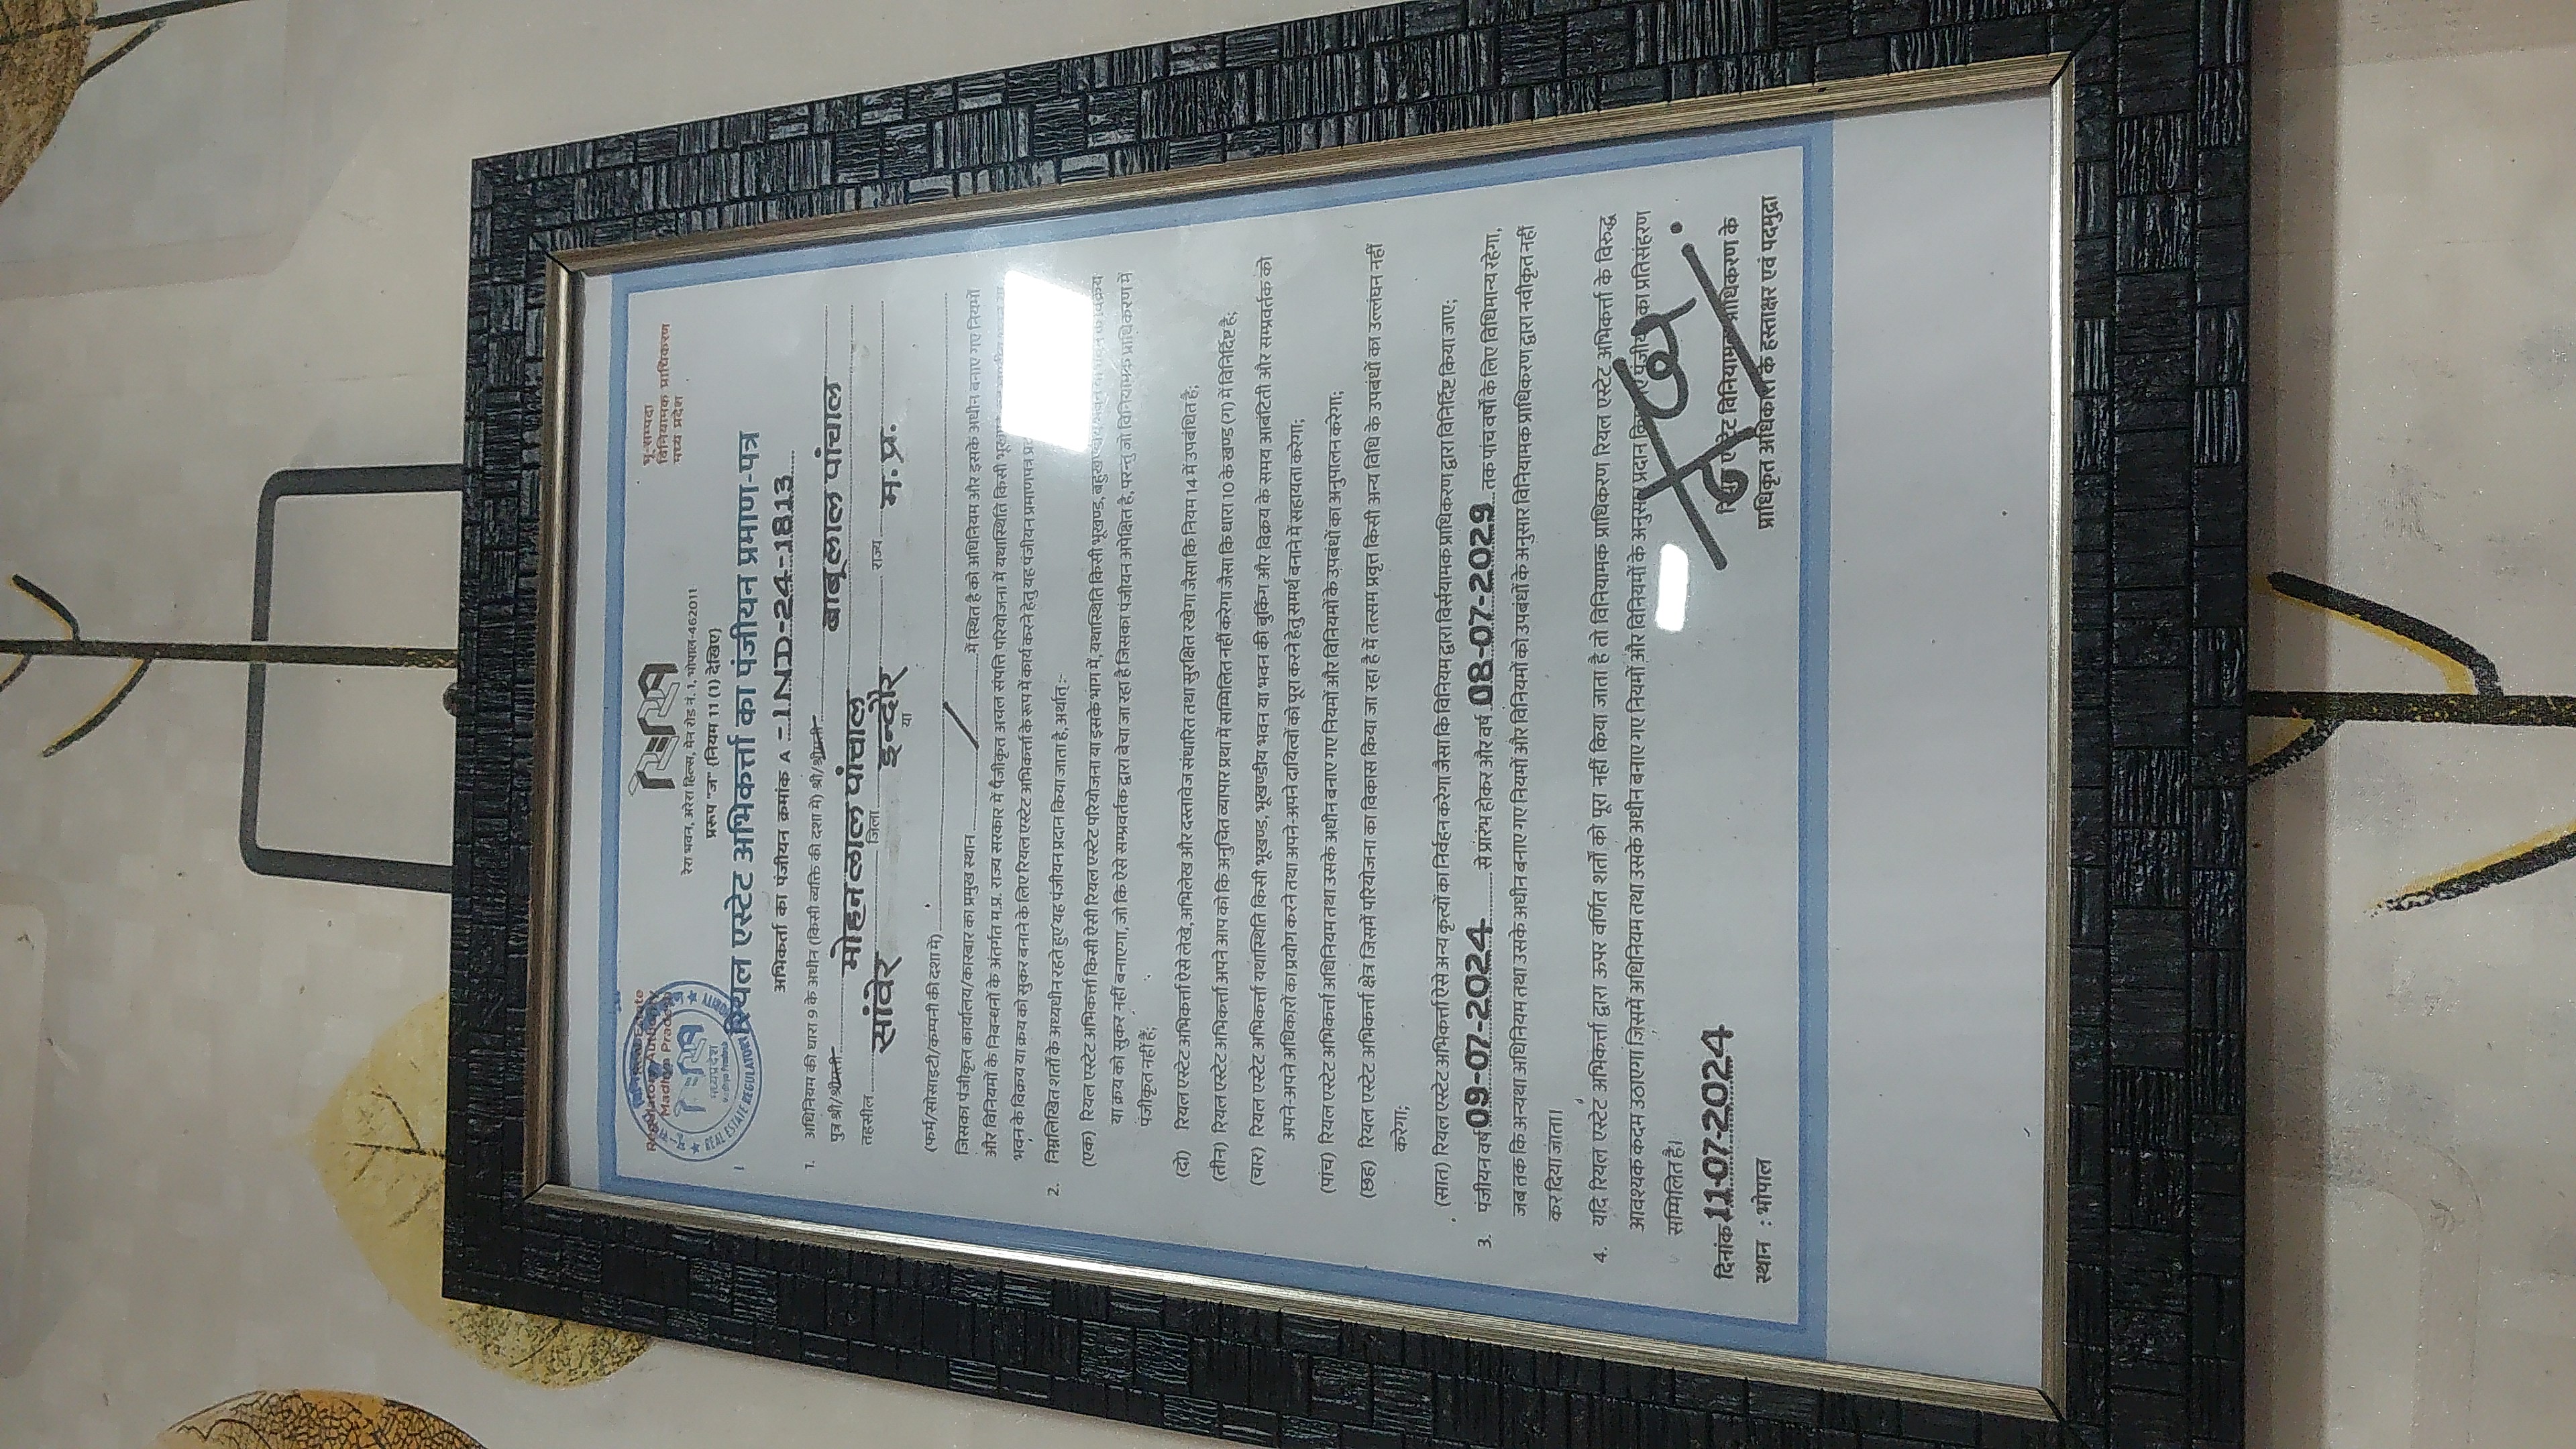 Real Estate
Regulatory Authority
Madhya Pradesh
मध्यप्रदेश
Madhya Pradesh
REAL ESTATE REGULATORY
RERA
भू-सम्पदा
विनियामक प्राधिकरण
मध्य प्रदेश
रेरा भवन, अरेरा हिल्स, मेन रोड नं. 1, भोपाल-462011
प्ररूप "ज" (नियम 11 (1) देखिए)
रियल एस्टेट अभिकर्त्ता का पंजीयन प्रमाण-पत्र
अभिकर्ता का पंजीयन क्रमांक A - IND-24-1813
1. अधिनियम की धारा 9 के अधीन (किसी व्यक्ति की दशा में) श्री/श्रीमती बाबूलाल पांचाल
पुत्र श्री/श्रीमती मोहनलाल पांचाल
तहसील सांवेर जिला इन्दौर राज्य म.प्र.
या
(फर्म/सोसाइटी/कम्पनी की दशा में)
जिसका पंजीकृत कार्यालय/कारबार का प्रमुख स्थान में स्थित है को अधिनियम और इसके अधीन बनाए गए नियमों
और विनियमों के निबन्धनों के अंतर्गत म.प्र. राज्य सरकार में पंजीकृत अचल संपत्ति परियोजना में यथास्थिति किसी
भवन के विक्रय या क्रय को सुकर बनाने के लिए रियल एस्टेट अभिकर्त्ता के रूप में कार्य करने हेतु यह पंजीयन प्रमाणपत्र
2. निम्नलिखित शर्तों के अध्यधीन रहते हुए यह पंजीयन प्रदान किया जाता है, अर्थात्:-
(एक) रियल एस्टेट अभिकर्त्ता किसी ऐसी रियल एस्टेट परियोजना या इसके भाग में, यथास्थिति किसी भूखण्ड,
या क्रय को सुकर नहीं बनाएगा, जो कि ऐसे सम्प्रवर्तक द्वारा बेचा जा रहा है जिसका पंजीयन अपेक्षित है, परन्तु जो विनियामक प्राधिकरण में
पंजीकृत नहीं है;
(दो) रियल एस्टेट अभिकर्त्ता ऐसे लेखे, अभिलेख और दस्तावेज संधारित तथा सुरक्षित रखेगा जैसा कि नियम 14 में उपबंधित है;
(तीन) रियल एस्टेट अभिकर्त्ता अपने आप को कि अनुचित व्यापार प्रथा में सम्मिलित नहीं करेगा जैसा कि धारा 10 के खण्ड (ग) में विनिर्दिष्ट है;
(चार) रियल एस्टेट अभिकर्त्ता यथास्थिति किसी भूखण्ड, भूखण्डीय भवन या भवन की बुकिंग और विक्रय के समय आबंटिती और सम्प्रवर्तक को
अपने-अपने अधिकारों का प्रयोग करने तथा अपने-अपने दायित्वों को पूरा करने हेतु समर्थ बनाने में सहायता करेगा;
(पांच) रियल एस्टेट अभिकर्त्ता अधिनियम तथा उसके अधीन बनाए गए नियमों और विनियमों के उपबंधों का अनुपालन करेगा;
(छह) रियल एस्टेट अभिकर्त्ता क्षेत्र जिसमें परियोजना का विकास किया जा रहा है में तत्समय प्रवृत्त किसी अन्य विधि के उपबंधों का उल्लंघन नहीं
करेगा;
(सात) रियल एस्टेट अभिकर्त्ता ऐसे अन्य कृत्यों का निर्वहन करेगा जैसा कि विनियम द्वारा विनियामक प्राधिकरण द्वारा विनिर्दिष्ट किया जाए;
3. पंजीयन वर्ष 09-07-2024 से प्रारंभ होकर और वर्ष 08-07-2029 तक पांच वर्षों के लिए विधिमान्य रहेगा,
जब तक कि अन्यथा अधिनियम तथा उसके अधीन बनाए गए नियमों और विनियमों को उपबंधों के अनुसार विनियामक प्राधिकरण द्वारा नवीकृत नहीं
कर दिया जाता।
4. यदि रियल एस्टेट अभिकर्त्ता द्वारा ऊपर वर्णित शर्तों को पूरा नहीं किया जाता है तो विनियामक प्राधिकरण रियल एस्टेट अभिकर्त्ता के विरुद्ध
आवश्यक कदम उठाएगा जिसमें अधिनियम तथा उसके अधीन बनाए गए नियमों और विनियमों के अनुसार प्रदान पंजीयन का प्रतिसंहरण
सम्मिलित है।
दिनांक 11-07-2024
स्थान : भोपाल
एस्टेट विनियामक प्राधिकरण के
प्राधिकृत अधिकारी के हस्ताक्षर एवं पदमुद्रा